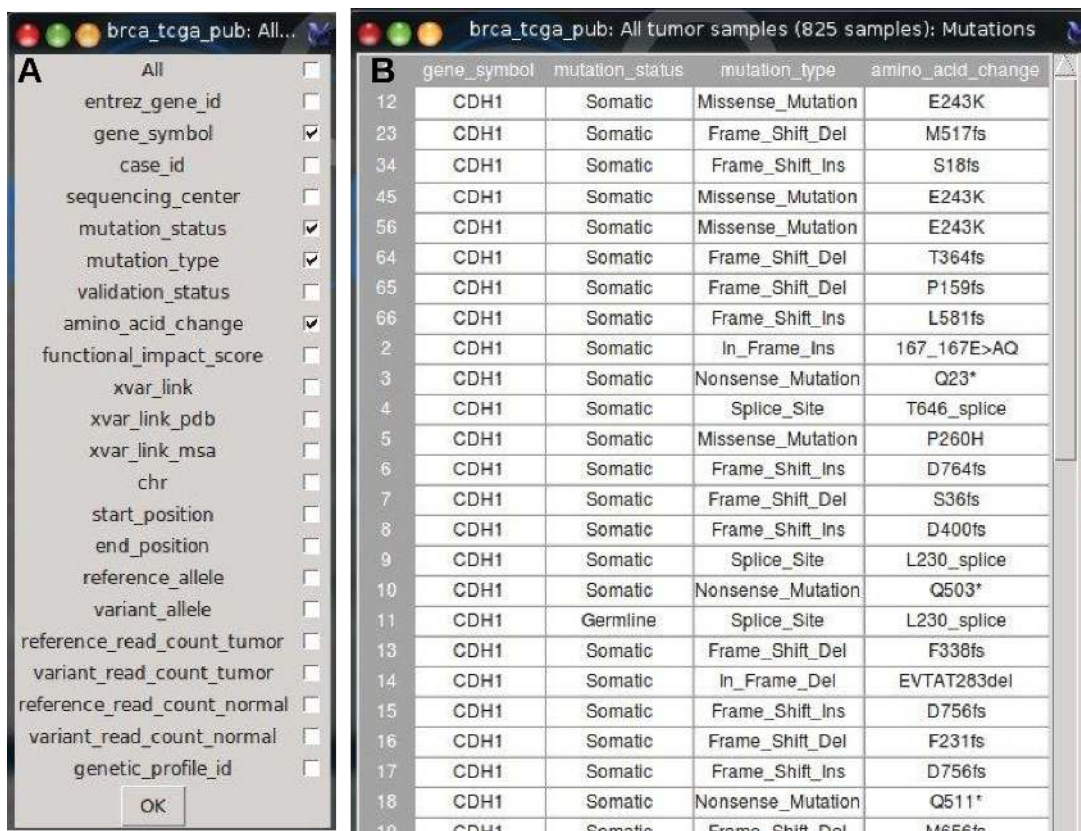 brca_tcga_pub: All...
A
All
entrez_gene_id
gene_symbol
case_id
sequencing_center
mutation_status
mutation_type
validation_status
amino_acid_change
functional_impact_score
xvar_link
xvar_link_pdb
xvar_link_msa
chr
start_position
end_position
reference_allele
variant_allele
reference_read_count_tumor
variant_read_count_tumor
reference_read_count_normal
variant_read_count_normal
genetic_profile_id
OK
brca_tcga_pub: All tumor samples (825 samples): Mutations
B gene_symbol mutation_status mutation_type amino_acid_change
12 CDH1 Somatic Missense_Mutation E243K
23 CDH1 Somatic Frame_Shift_Del M517fs
34 CDH1 Somatic Frame_Shift_Ins S18fs
45 CDH1 Somatic Missense_Mutation E243K
56 CDH1 Somatic Missense_Mutation E243K
64 CDH1 Somatic Frame_Shift_Del T364fs
65 CDH1 Somatic Frame_Shift_Del P159fs
66 CDH1 Somatic Frame_Shift_Ins L581fs
2 CDH1 Somatic In_Frame_Ins 167_167E>AQ
3 CDH1 Somatic Nonsense_Mutation Q23*
4 CDH1 Somatic Splice_Site T646_splice
5 CDH1 Somatic Missense_Mutation P260H
6 CDH1 Somatic Frame_Shift_Ins D764fs
7 CDH1 Somatic Frame_Shift_Del S36fs
8 CDH1 Somatic Frame_Shift_Ins D400fs
9 CDH1 Somatic Splice_Site L230_splice
10 CDH1 Somatic Nonsense_Mutation Q503*
11 CDH1 Germline Splice_Site L230_splice
13 CDH1 Somatic Frame_Shift_Del F338fs
14 CDH1 Somatic In_Frame_Del EVTAT283del
15 CDH1 Somatic Frame_Shift_Ins D756fs
16 CDH1 Somatic Frame_Shift_Del F231fs
17 CDH1 Somatic Frame_Shift_Ins D756fs
18 CDH1 Somatic Nonsense_Mutation Q511*
19 CDH1 Somatic Frame_Shift_Del M656fs